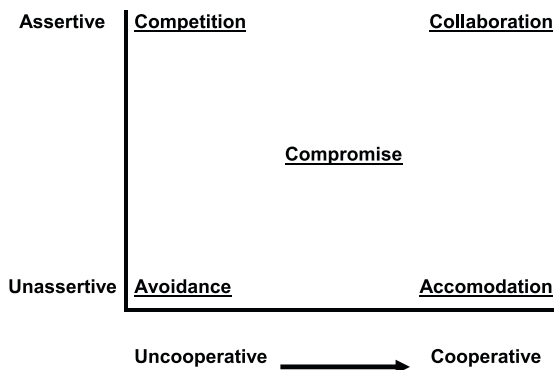 Assertive Competition Collaboration
Compromise
Unassertive Avoidance Accomodation
Uncooperative Cooperative